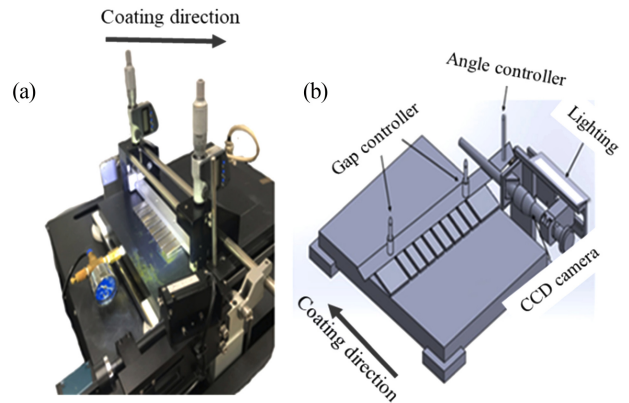 Coating direction
(a)
(b)
Angle controller
Gap controller
Lighting
CCD camera
Coating direction